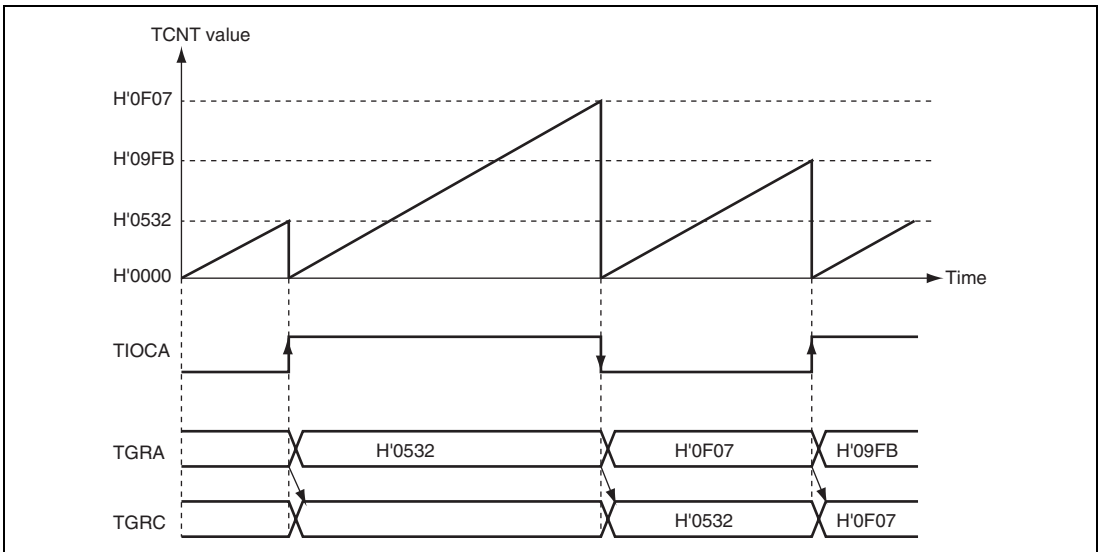 TCNT value
H'0F07
H'09FB
H'0532
H'0000
Time
TIOCA
TGRA
H'0532
H'0F07
H'09FB
TGRC
H'0532
H'0F07